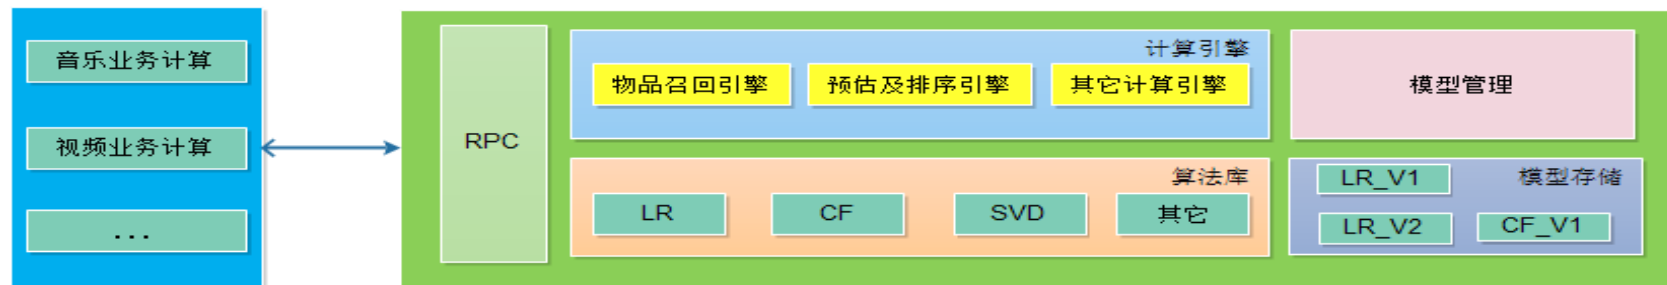 音乐业务计算
视频业务计算
...
RPC
计算引擎
物品召回引擎
预估及排序引擎
其它计算引擎
算法库
LR
CF
SVD
其它
模型管理
模型存储
LR_V1
LR_V2
CF_V1